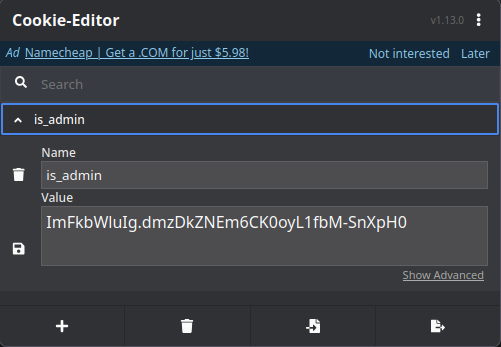 Cookie-Editor
v1.13.0
Ad Namecheap | Get a .COM for just $5.98!
Not interested Later
Search
is_admin
Name
is_admin
Value
ImFkbWluIg.dmzDkZNEm6CK0oyL1fbM-SnXpH0
Show Advanced